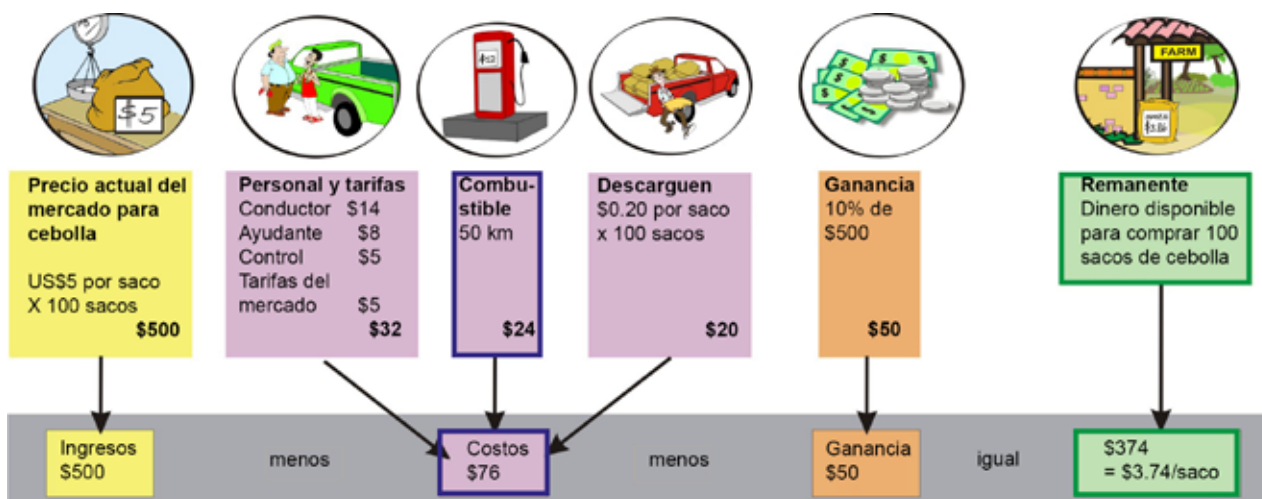 $5
FARM
Precio actual del
mercado para
cebolla
US$5 por saco
X 100 sacos
$500
Personal y tarifas
Conductor $14
Ayudante $8
Control $5
Tarifas del
mercado $5
$32
Combu-
stible
50 km
$24
Descarguen
$0.20 por saco
x 100 sacos
$20
Ganancia
10% de
$500
$50
Remanente
Dinero disponible
para comprar 100
sacos de cebolla
Ingresos
$500
menos
Costos
$76
menos
Ganancia
$50
igual
$374
= $3.74/saco